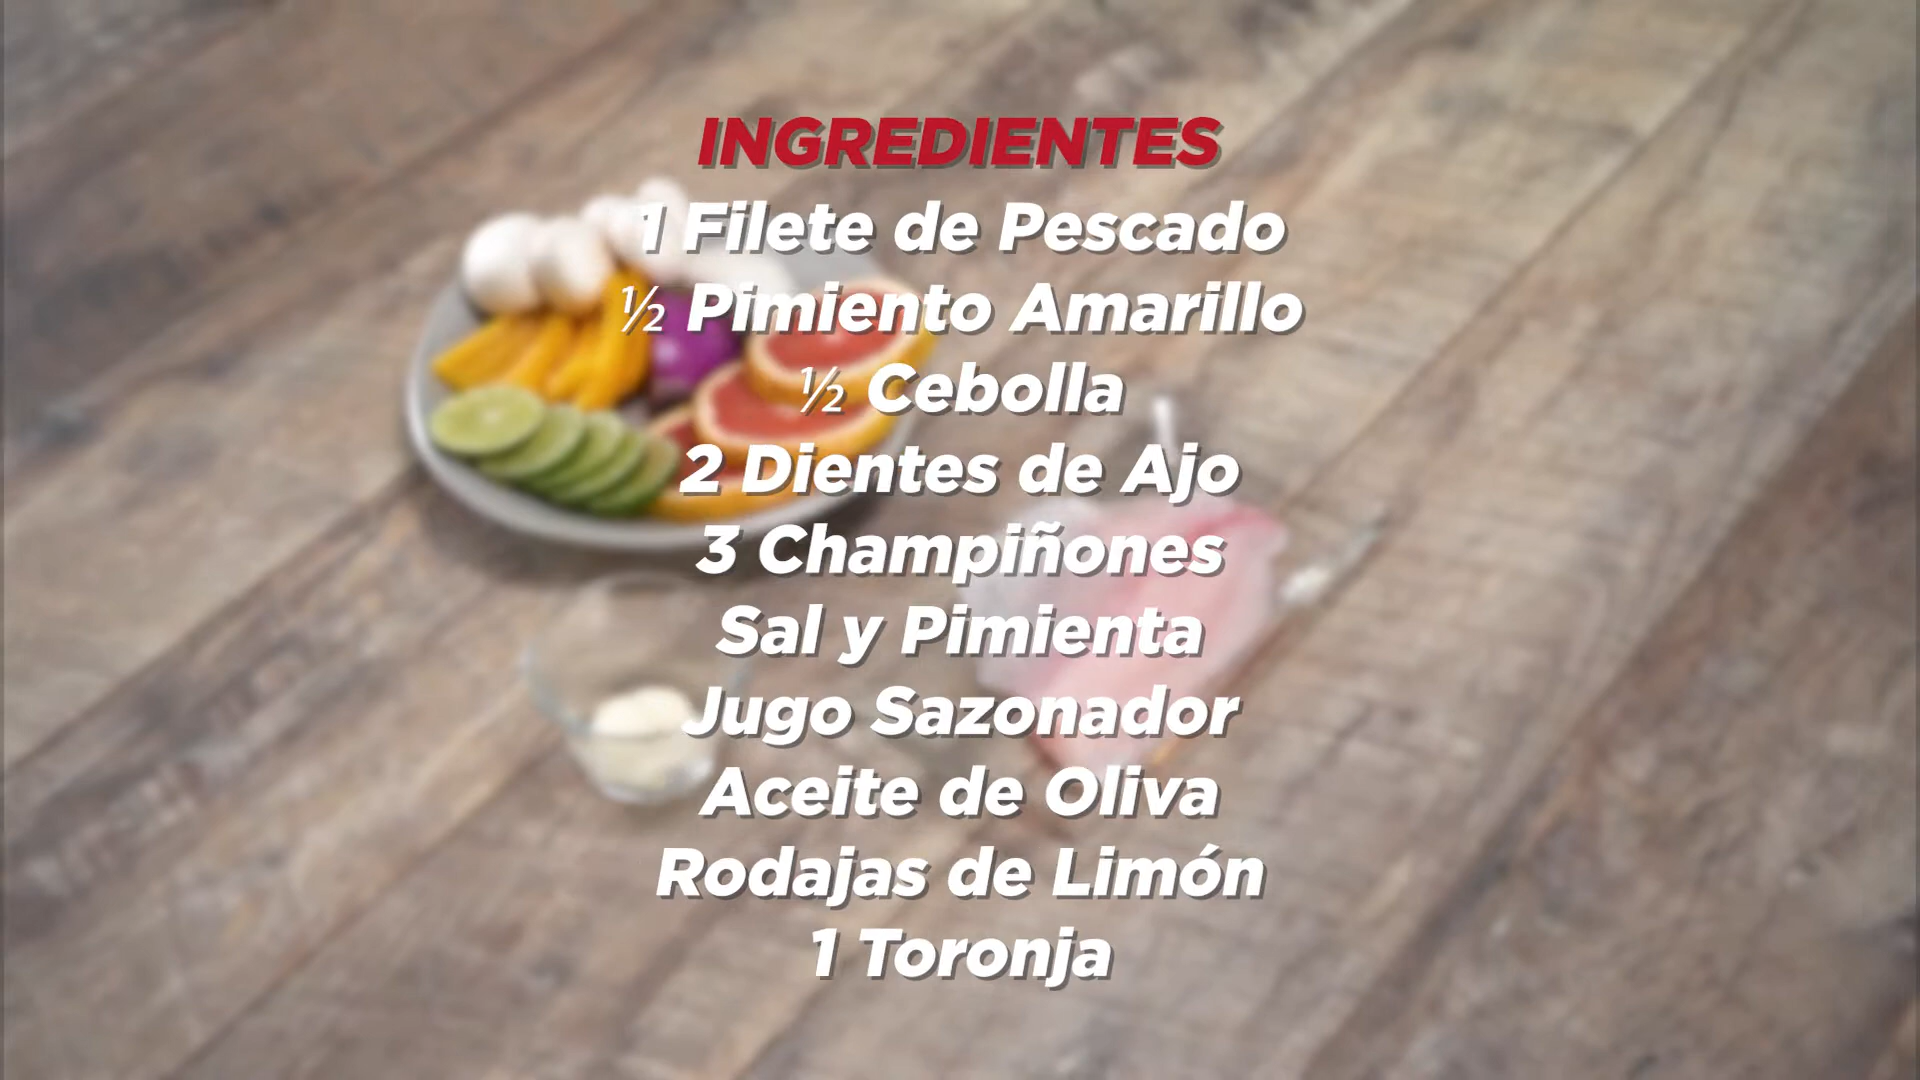 INGREDIENTES
1 Filete de Pescado
½ Pimiento Amarillo
½ Cebolla
2 Dientes de Ajo
3 Champiñones
Sal y Pimienta
Jugo Sazonador
Aceite de Oliva
Rodajas de Limón
1 Toronja